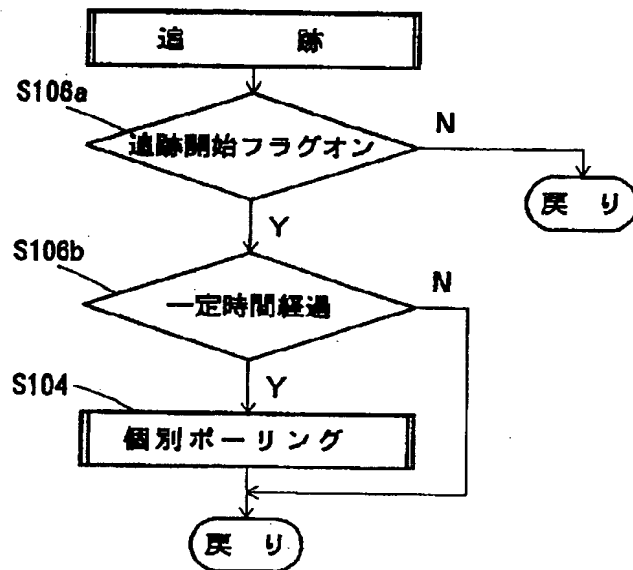 追 跡
S106a
追跡開始フラグオン
N
戻 り
Y
S106b
一定時間経過
N
Y
S104
個別ポーリング
戻 り